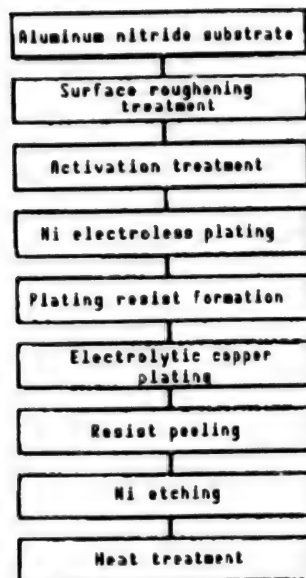 Aluminum nitride substrate
Surface roughening
treatment
Activation treatment
Ni electroless plating
Plating resist formation
Electrolytic copper
plating
Resist peeling
Ni etching
Heat treatment